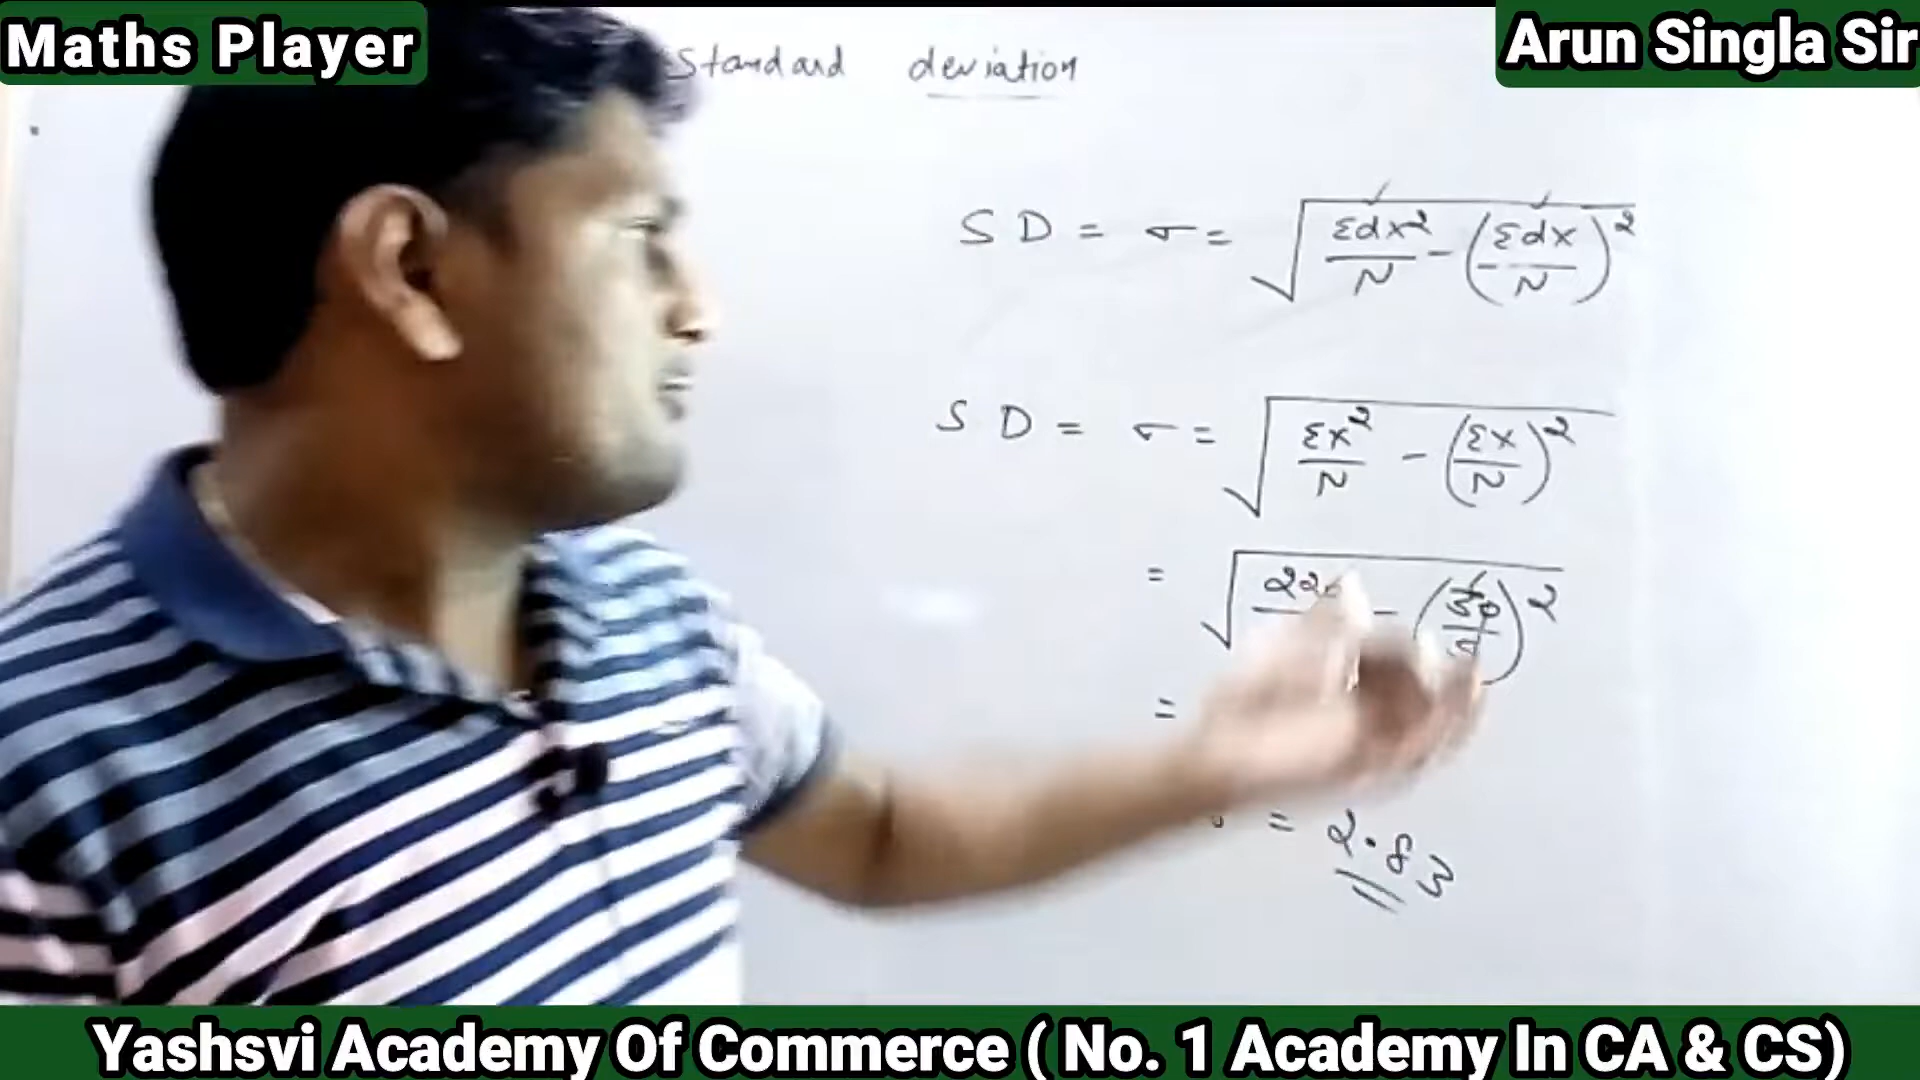 Maths Player
Arun Singla Sir
Standard deviation
SD = σ = √(Σdx²/N - (Σdx/N)²)
SD = σ = √(Σx²/N - (Σx/N)²)
= √( - ( )²)
=
= 2.83
Yashsvi Academy Of Commerce ( No. 1 Academy In CA & CS)